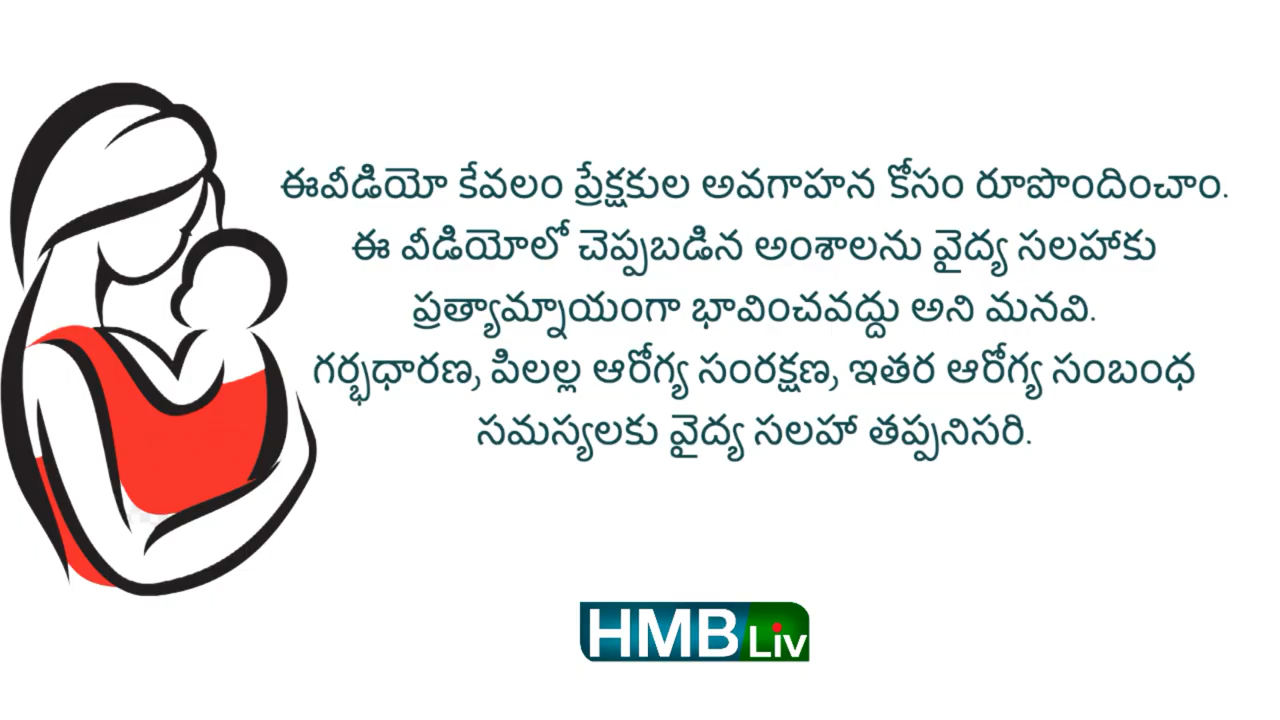 ఈవీడియో కేవలం ప్రేక్షకుల అవగాహన కోసం రూపొందించాం.
ఈ వీడియోలో చెప్పబడిన అంశాలను వైద్య సలహాకు
ప్రత్యామ్నాయంగా భావించవద్దు అని మనవి.
గర్భధారణ, పిలల్ల ఆరోగ్య సంరక్షణ, ఇతర ఆరోగ్య సంబంధ
సమస్యలకు వైద్య సలహా తప్పనిసరి.
HMB Liv